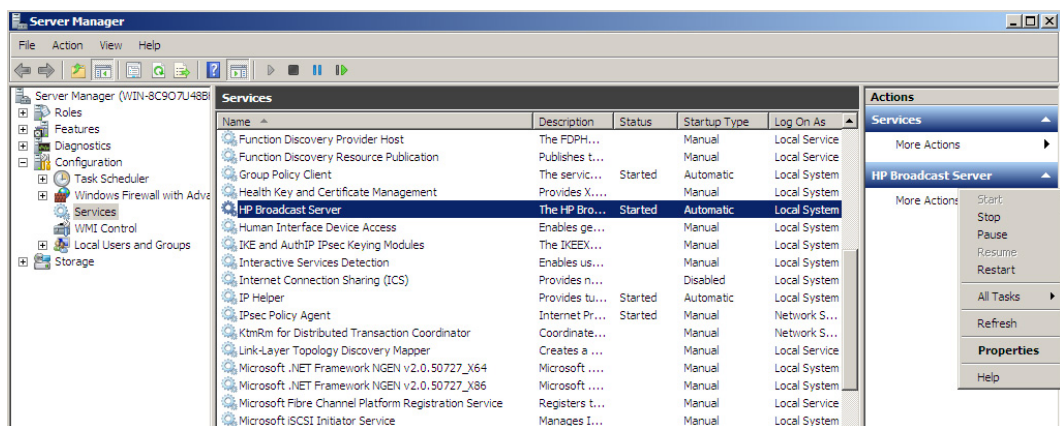 Server Manager
File Action View Help
Server Manager (WIN-8C9O7U48BI
Roles
Features
Diagnostics
Configuration
Task Scheduler
Windows Firewall with Adva
Services
WMI Control
Local Users and Groups
Storage
Services
Name Description Status Startup Type Log On As
Function Discovery Provider Host The FDPH... Manual Local Service
Function Discovery Resource Publication Publishes t... Manual Local Service
Group Policy Client The servic... Started Automatic Local System
Health Key and Certificate Management Provides X.... Manual Local System
HP Broadcast Server The HP Bro... Started Automatic Local System
Human Interface Device Access Enables ge... Manual Local System
IKE and AuthIP IPsec Keying Modules The IKEEX... Manual Local System
Interactive Services Detection Enables us... Manual Local System
Internet Connection Sharing (ICS) Provides n... Disabled Local System
IP Helper Provides tu... Started Automatic Local System
IPsec Policy Agent Internet Pr... Started Manual Network S...
KtmRm for Distributed Transaction Coordinator Coordinate... Manual Network S...
Link-Layer Topology Discovery Mapper Creates a ... Manual Local Service
Microsoft .NET Framework NGEN v2.0.50727_X64 Microsoft .... Manual Local System
Microsoft .NET Framework NGEN v2.0.50727_X86 Microsoft .... Manual Local System
Microsoft Fibre Channel Platform Registration Service Registers t... Manual Local Service
Microsoft iSCSI Initiator Service Manages I... Manual Local System
Actions
Services
More Actions
HP Broadcast Server
More Actions
Start
Stop
Pause
Resume
Restart
All Tasks
Refresh
Properties
Help